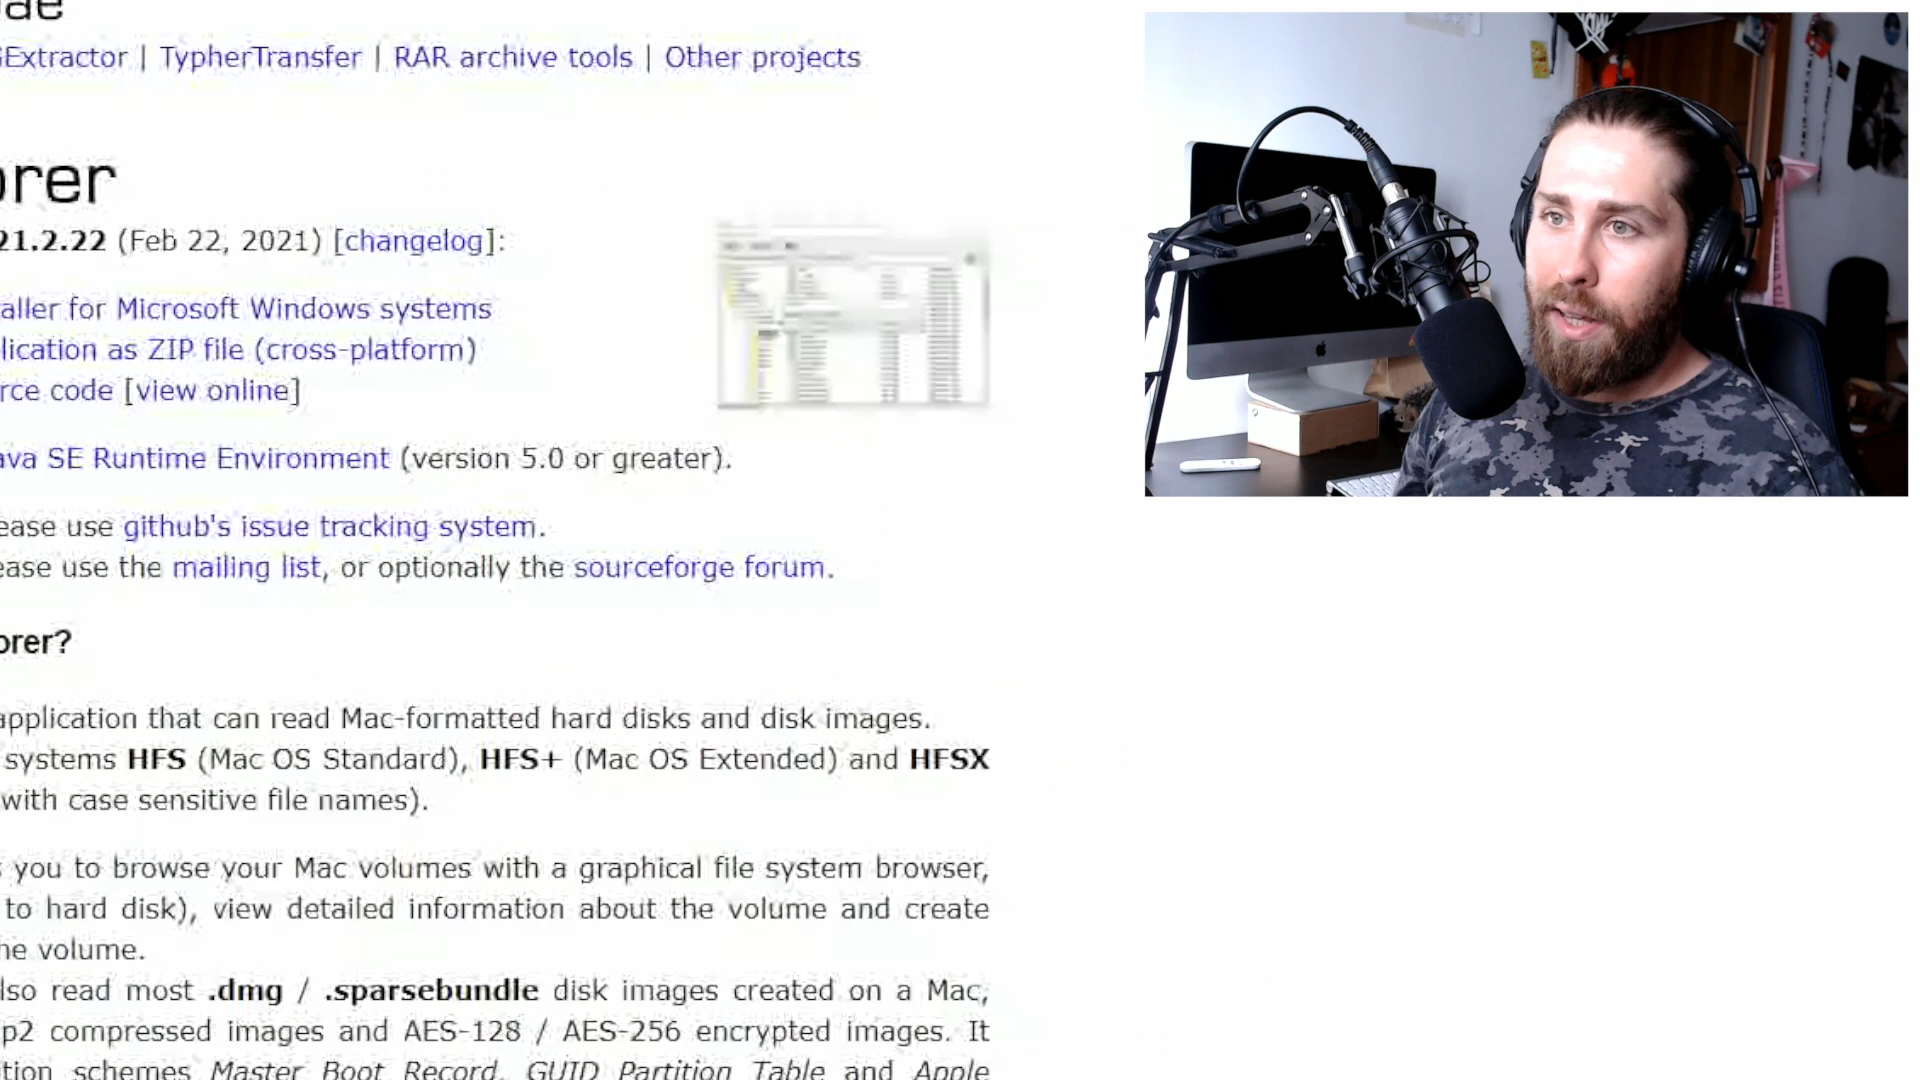 Extractor | TypherTransfer | RAR archive tools | Other projects
orer
21.2.22 (Feb 22, 2021) [changelog]:
aller for Microsoft Windows systems
lication as ZIP file (cross-platform)
rce code [view online]
ava SE Runtime Environment (version 5.0 or greater).
ease use github's issue tracking system.
ease use the mailing list, or optionally the sourceforge forum.
orer?
application that can read Mac-formatted hard disks and disk images.
systems HFS (Mac OS Standard), HFS+ (Mac OS Extended) and HFSX
with case sensitive file names).
you to browse your Mac volumes with a graphical file system browser,
to hard disk), view detailed information about the volume and create
he volume.
lso read most .dmg / .sparsebundle disk images created on a Mac,
p2 compressed images and AES-128 / AES-256 encrypted images. It
ition schemes Master Boot Record, GUID Partition Table and Apple